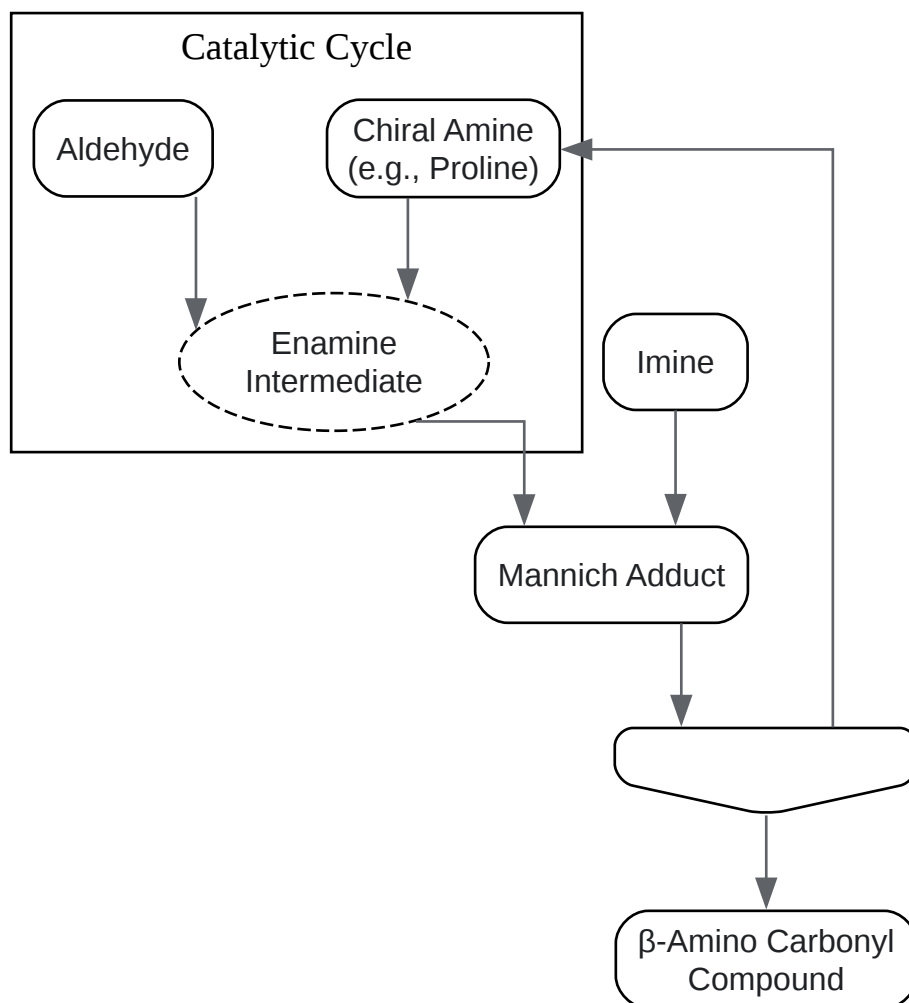 Catalytic Cycle
Aldehyde
Chiral Amine
(e.g., Proline)
Enamine
Intermediate
Imine
Mannich Adduct
β-Amino Carbonyl
Compound